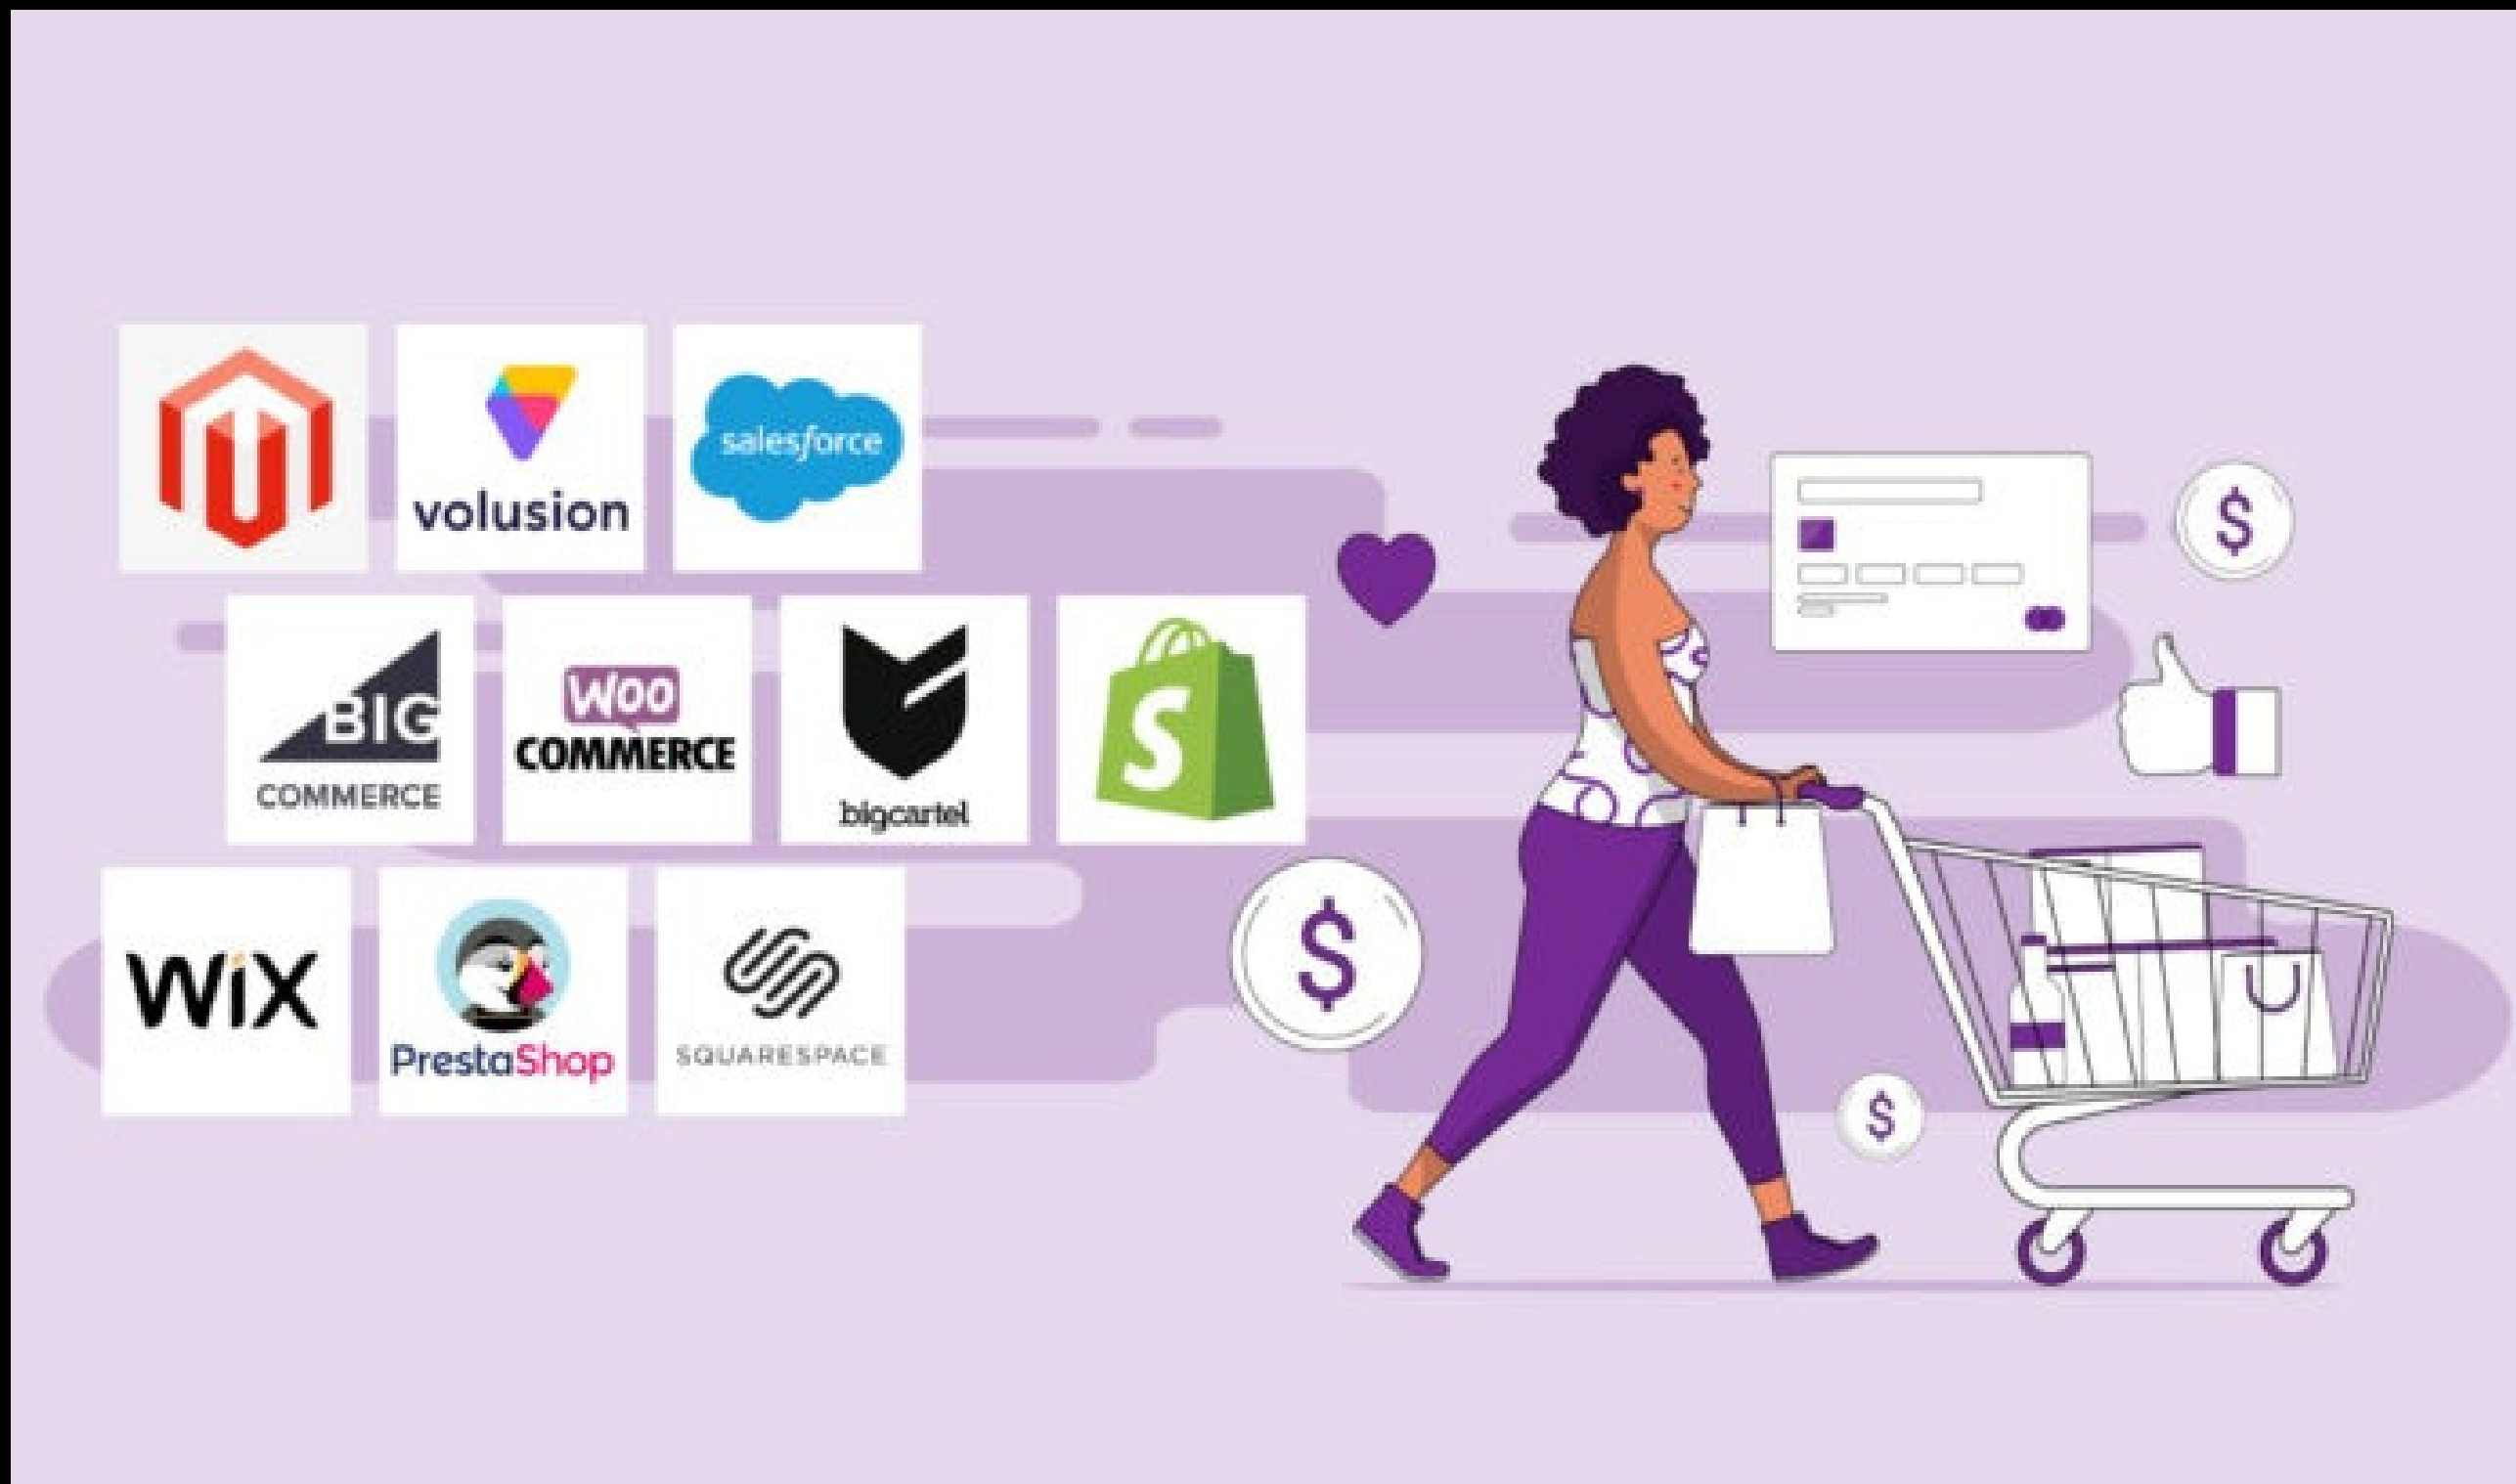 volusion
salesforce
BIG
COMMERCE
WOO
COMMERCE
bigcartel
S
WiX
PrestaShop
SQUARESPACE
$
$
$